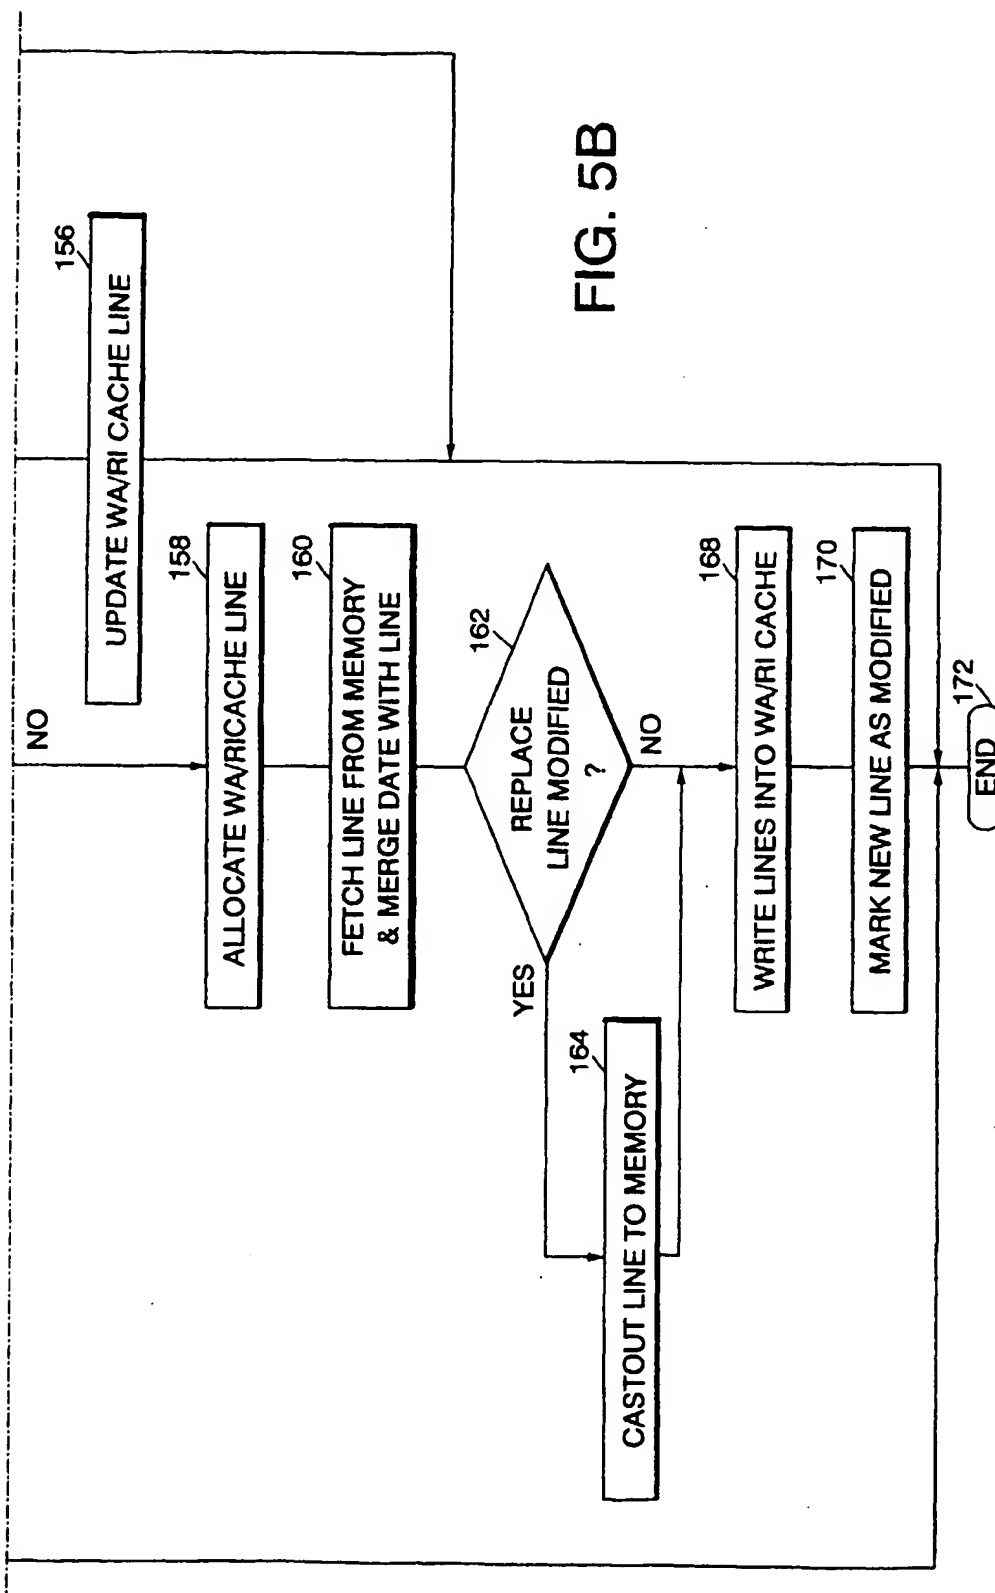 NO
156
UPDATE WA/RI CACHE LINE
158
ALLOCATE WA/RICACHE LINE
160
FETCH LINE FROM MEMORY
& MERGE DATE WITH LINE
162
REPLACE
LINE MODIFIED
?
YES
NO
164
CASTOUT LINE TO MEMORY
168
WRITE LINES INTO WA/RI CACHE
170
MARK NEW LINE AS MODIFIED
172
END
FIG. 5B